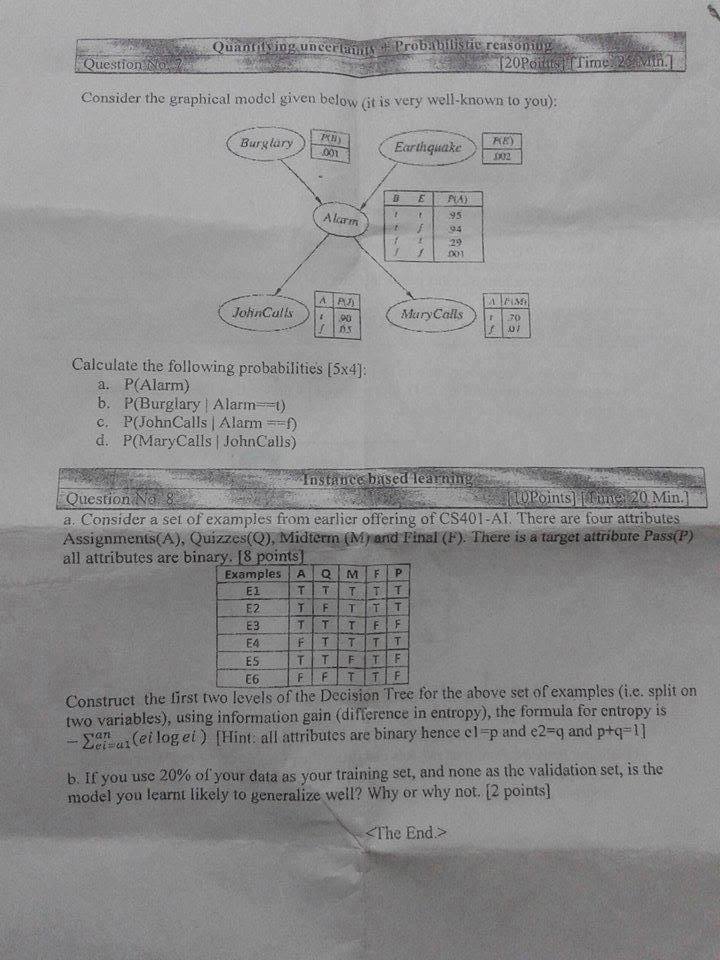 Quantifying uncertainty + Probabilistic reasoning
Question No. 7 [20Points] [Time: 25 Min.]
Consider the graphical model given below (it is very well-known to you):
Burglary
P(B)
.001
Earthquake
P(E)
.002
Alarm
B E P(A)
t t .95
t f .94
f t .29
f f .001
JohnCalls
A P(J)
t .90
f .05
MaryCalls
A P(M)
t .70
f .01
Calculate the following probabilities [5x4]:
a. P(Alarm)
b. P(Burglary | Alarm==t)
c. P(JohnCalls | Alarm ==f)
d. P(MaryCalls | JohnCalls)
Instance based learning
Question No. 8 [10Points] [Time: 20 Min.]
a. Consider a set of examples from earlier offering of CS401-AI. There are four attributes
Assignments(A), Quizzes(Q), Midterm (M) and Final (F). There is a target attribute Pass(P)
all attributes are binary. [8 points]
Examples A Q M F P
E1 T T T T T
E2 T F T T T
E3 T T T F F
E4 F T T T T
E5 T T F T F
E6 F F T T F
Construct the first two levels of the Decision Tree for the above set of examples (i.e. split on
two variables), using information gain (difference in entropy), the formula for entropy is
− ∑ei=a1 an (ei log ei ) [Hint: all attributes are binary hence e1=p and e2=q and p+q=1]
b. If you use 20% of your data as your training set, and none as the validation set, is the
model you learnt likely to generalize well? Why or why not. [2 points]
<The End.>